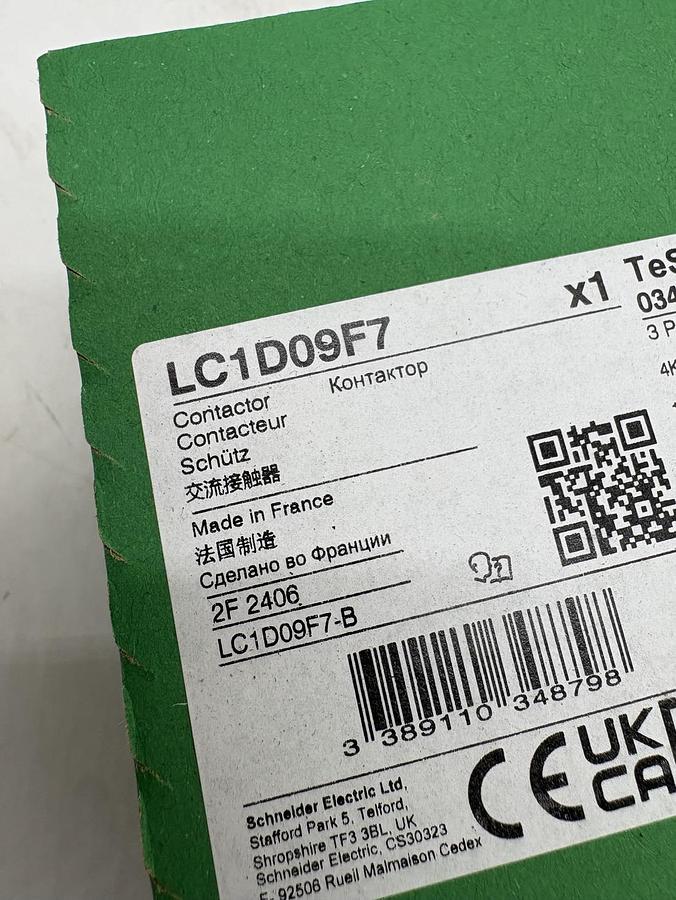 LC1D09F7
x1
TeS
034
3 P
4K
Contactor
Контактор
Contacteur
Schütz
交流接触器
Made in France
法国制造
Сделано во Франции
2F 2406
LC1D09F7-B
3 389110 348798
CE UK
CA
Schneider Electric Ltd,
Stafford Park 5, Telford,
Shropshire TF3 3BL, UK
Schneider Electric, CS30323
F- 92506 Rueil Malmaison Cedex